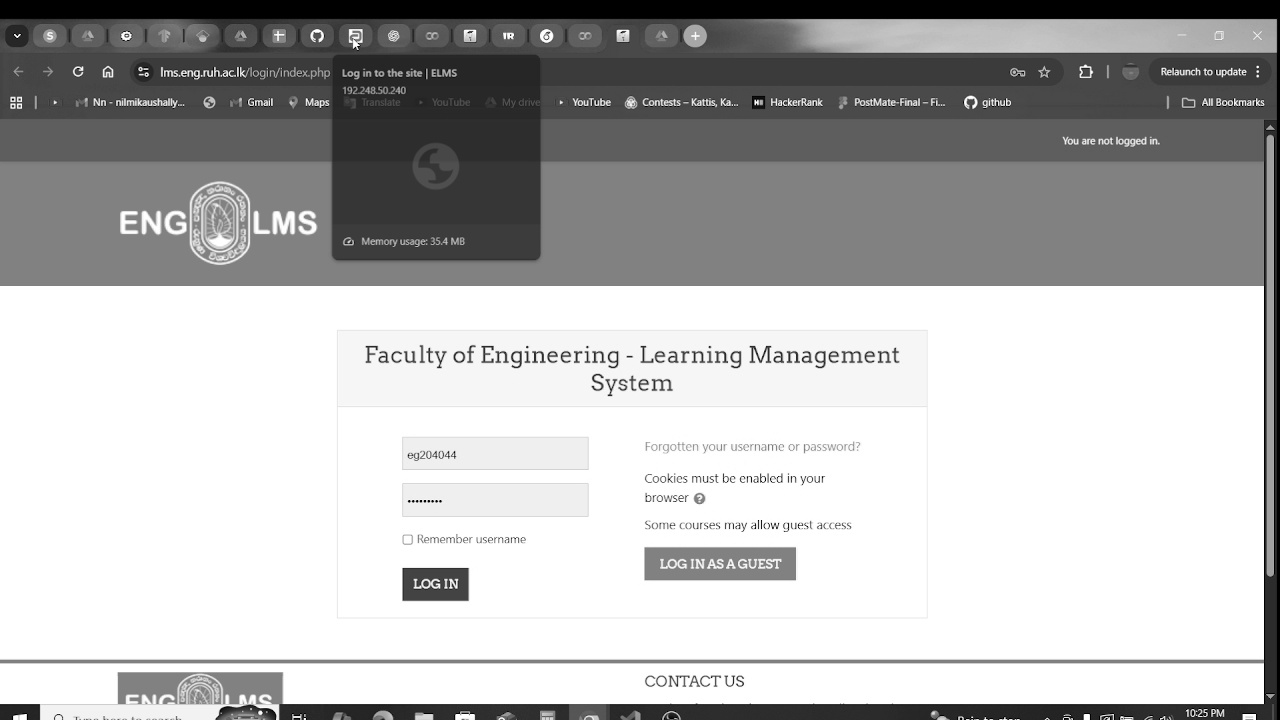 lms.eng.ruh.ac.lk/login/index.php
Relaunch to update
Log in to the site | ELMS
192.248.50.240
Memory usage: 35.4 MB
Nn - nilmikaushally...
Gmail
Maps
Translate
YouTube
My drive
YouTube
Contests – Kattis, Ka...
HackerRank
PostMate-Final – Fi...
github
All Bookmarks
You are not logged in.
ENG LMS
Faculty of Engineering - Learning Management
System
eg204044
•••••••••
Remember username
LOG IN
Forgotten your username or password?
Cookies must be enabled in your
browser
Some courses may allow guest access
LOG IN AS A GUEST
ENG LMS
CONTACT US
Type here to search
10:25 PM